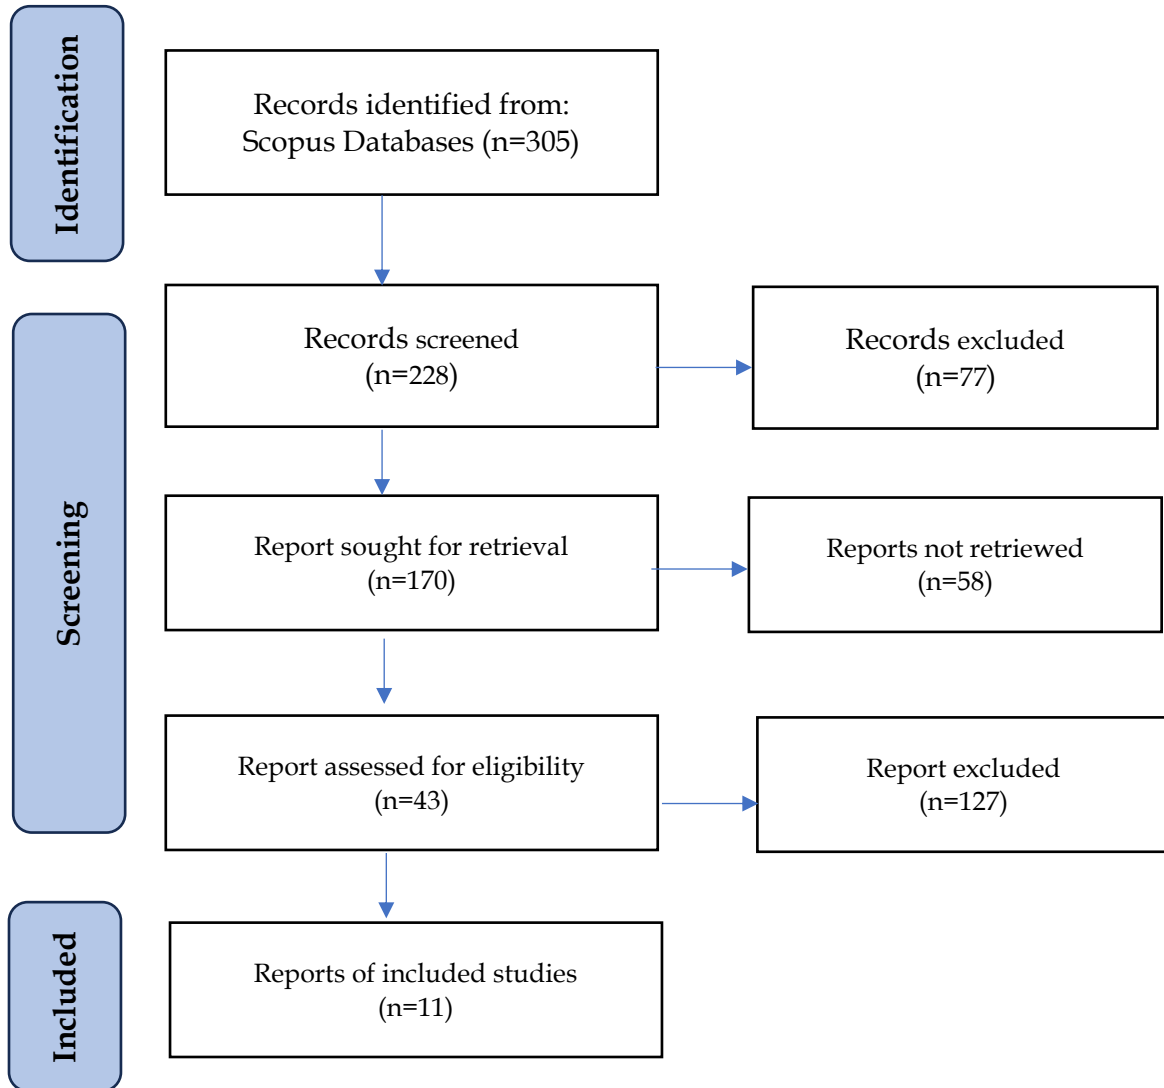 Identification
Records identified from:
Scopus Databases (n=305)
Screening
Records screened
(n=228)
Records excluded
(n=77)
Report sought for retrieval
(n=170)
Reports not retrieved
(n=58)
Report assessed for eligibility
(n=43)
Report excluded
(n=127)
Included
Reports of included studies
(n=11)